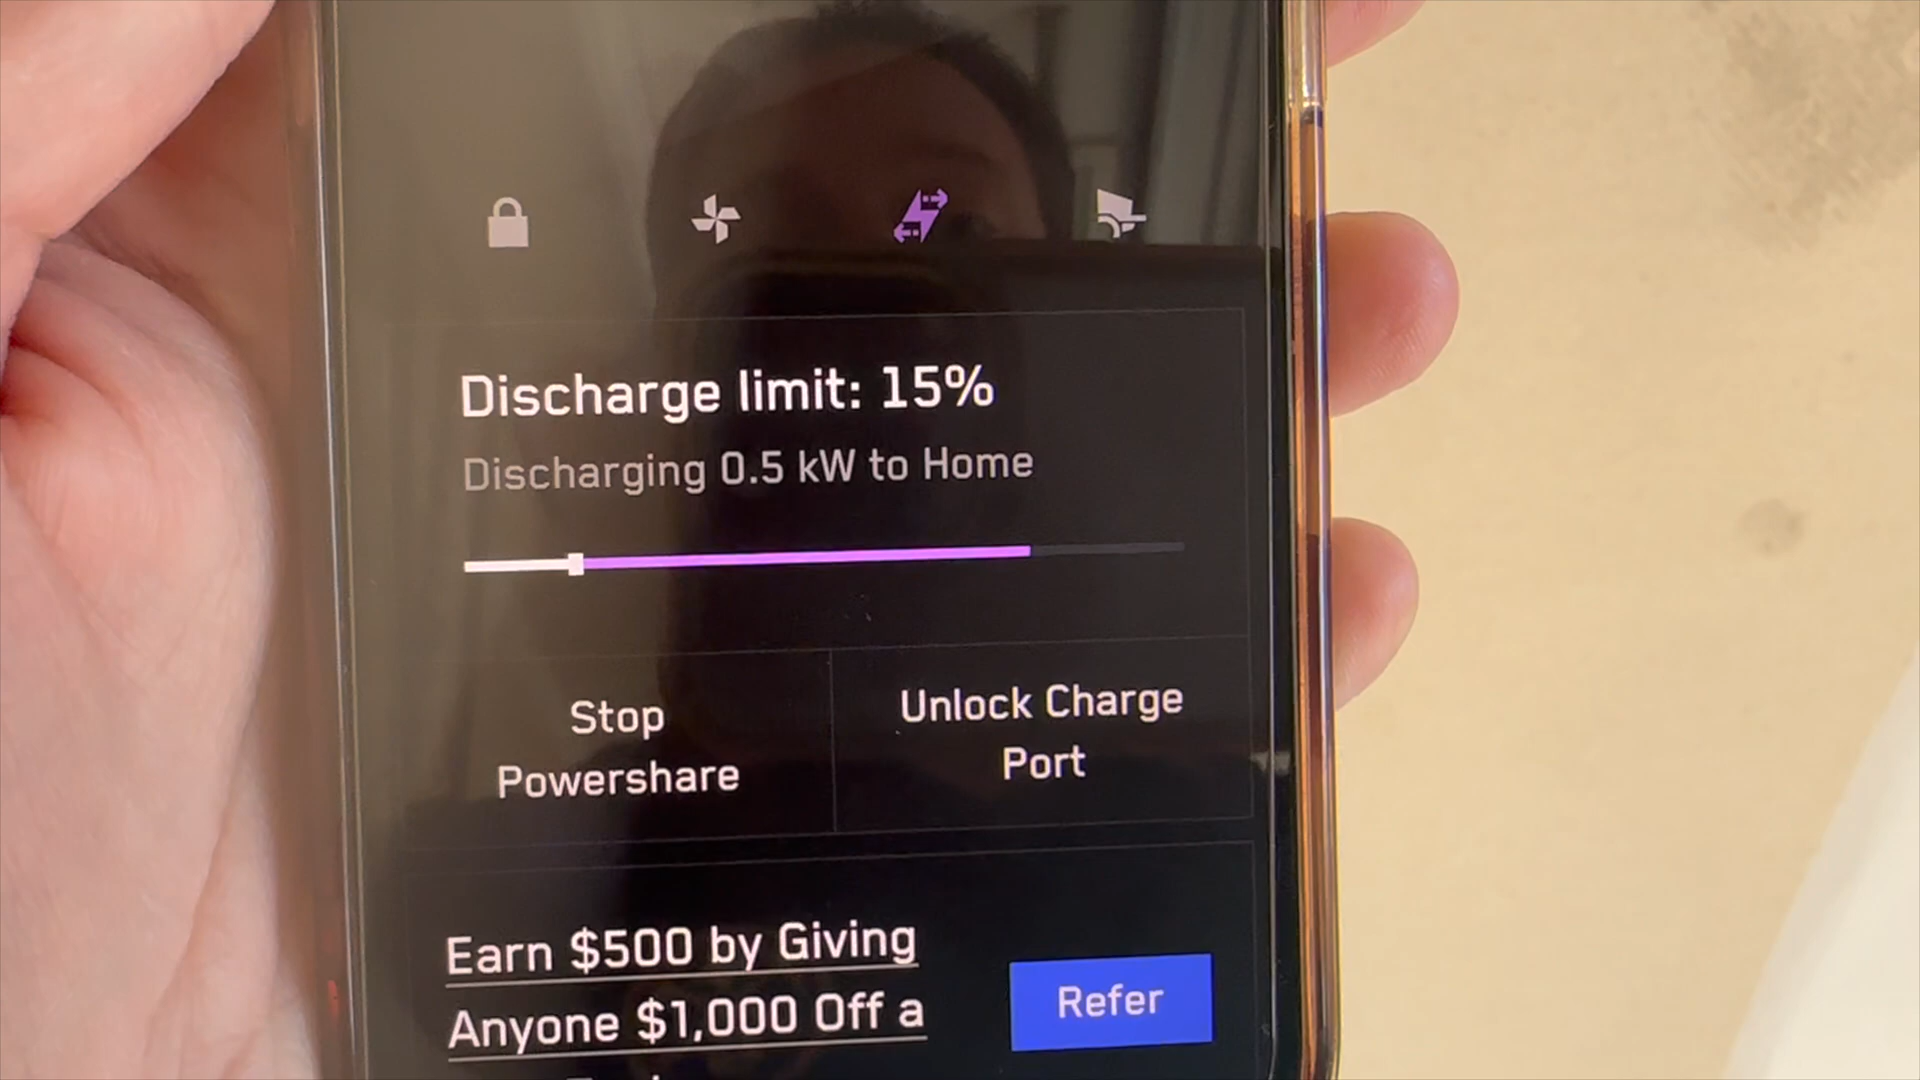 Discharge limit: 15%
Discharging 0.5 kW to Home
Stop
Powershare
Unlock Charge
Port
Earn $500 by Giving
Anyone $1,000 Off a
Refer